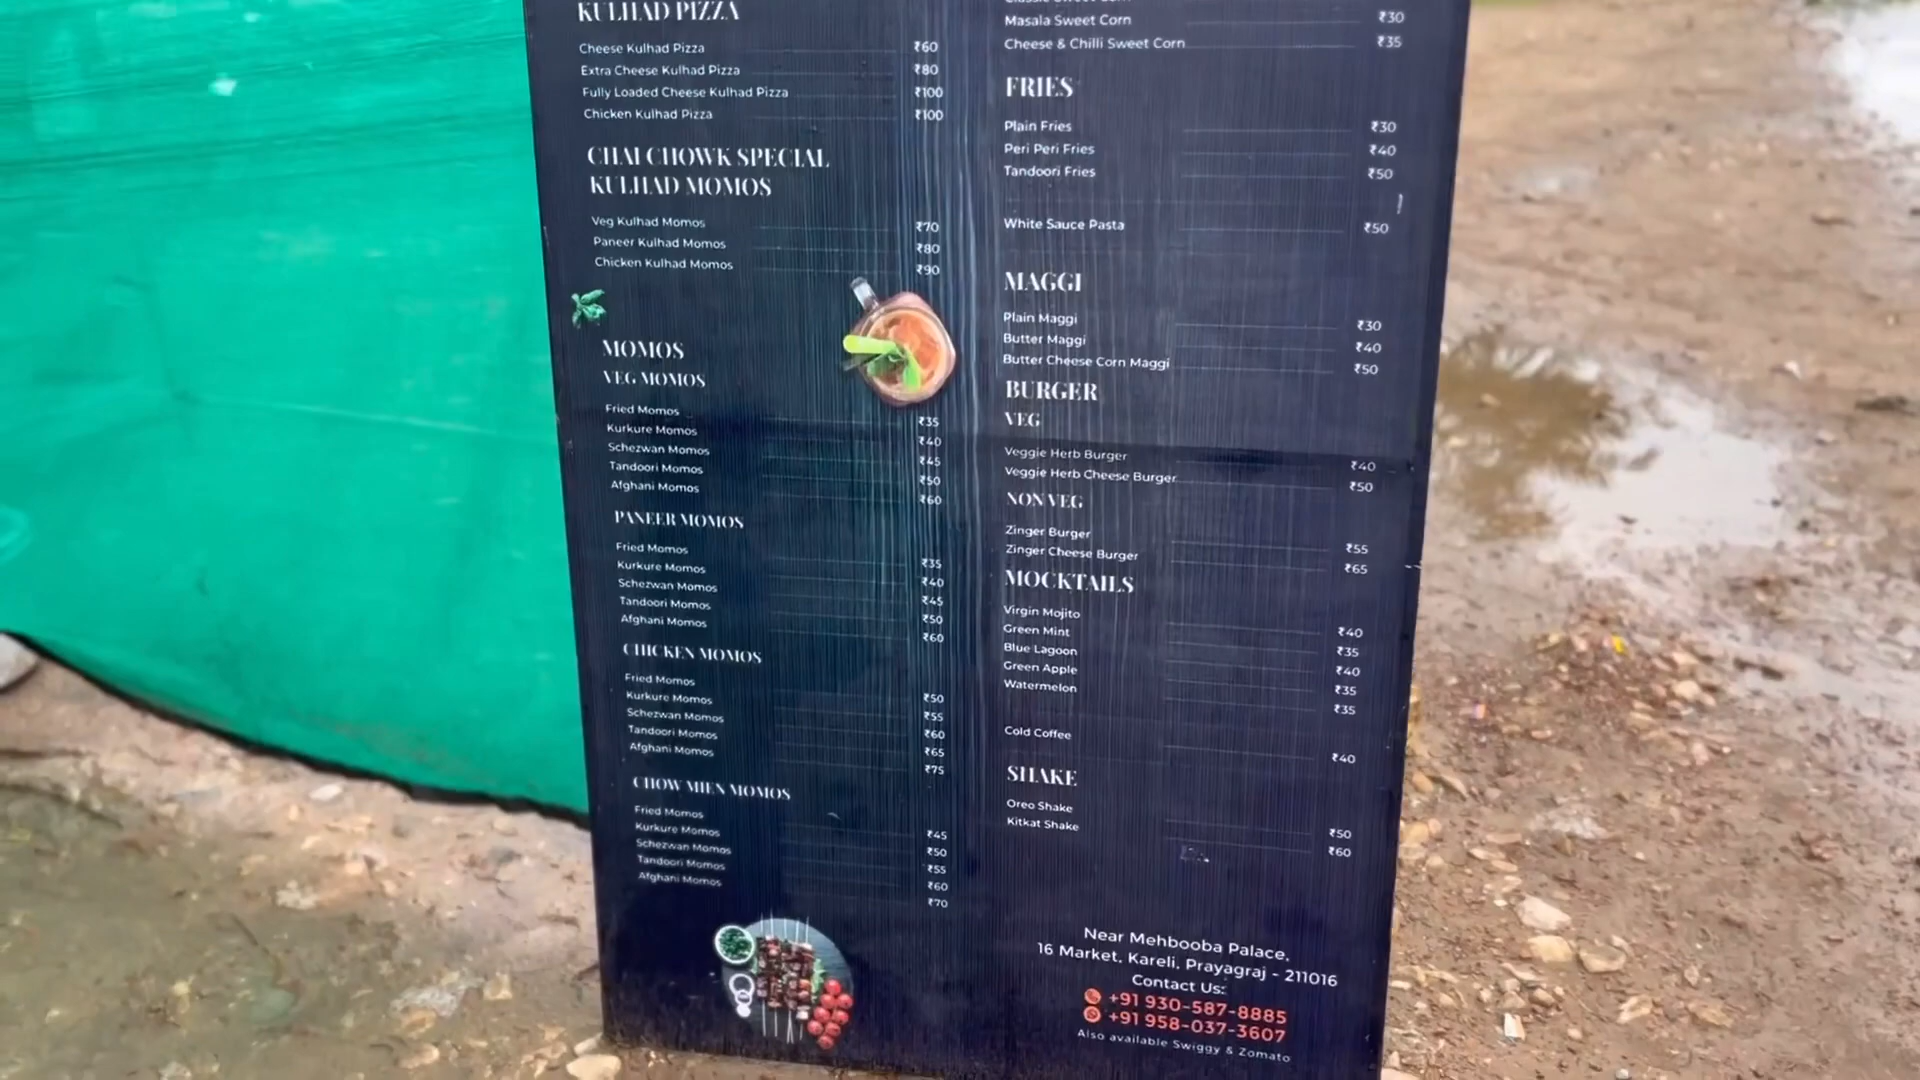 KULHAD PIZZA
Cheese Kulhad Pizza ₹60
Extra Cheese Kulhad Pizza ₹80
Fully Loaded Cheese Kulhad Pizza ₹100
Chicken Kulhad Pizza ₹100
CHAI CHOWK SPECIAL
KULHAD MOMOS
Veg Kulhad Momos ₹70
Paneer Kulhad Momos ₹80
Chicken Kulhad Momos ₹90
MOMOS
VEG MOMOS
Fried Momos ₹35
Kurkure Momos ₹40
Schezwan Momos ₹45
Tandoori Momos ₹50
Afghani Momos ₹60
PANEER MOMOS
Fried Momos ₹35
Kurkure Momos ₹40
Schezwan Momos ₹45
Tandoori Momos ₹50
Afghani Momos ₹60
CHICKEN MOMOS
Fried Momos ₹50
Kurkure Momos ₹55
Schezwan Momos ₹60
Tandoori Momos ₹65
Afghani Momos ₹75
CHOW MIEN MOMOS
Fried Momos ₹45
Kurkure Momos ₹50
Schezwan Momos ₹55
Tandoori Momos ₹60
Afghani Momos ₹70
Masala Sweet Corn ₹30
Cheese & Chilli Sweet Corn ₹35
FRIES
Plain Fries ₹30
Peri Peri Fries ₹40
Tandoori Fries ₹50
White Sauce Pasta ₹50
MAGGI
Plain Maggi ₹30
Butter Maggi ₹40
Butter Cheese Corn Maggi ₹50
BURGER
VEG
Veggie Herb Burger ₹40
Veggie Herb Cheese Burger ₹50
NON VEG
Zinger Burger ₹55
Zinger Cheese Burger ₹65
MOCKTAILS
Virgin Mojito ₹40
Green Mint ₹35
Blue Lagoon ₹40
Green Apple ₹35
Watermelon ₹35
Cold Coffee ₹40
SHAKE
Oreo Shake ₹50
Kitkat Shake ₹60
Near Mehbooba Palace,
16 Market, Kareli, Prayagraj - 211016
Contact Us:
+91 930-587-8885
+91 958-037-3607
Also available Swiggy & Zomato